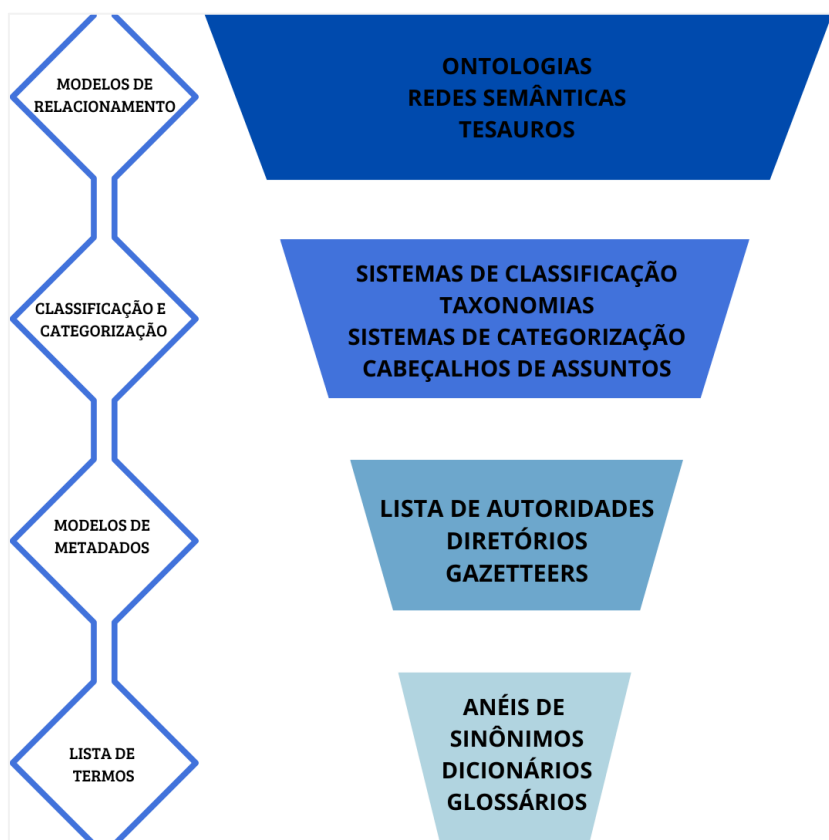 MODELOS DE
RELACIONAMENTO
ONTOLOGIAS
REDES SEMÂNTICAS
TESAUROS
CLASSIFICAÇÃO E
CATEGORIZAÇÃO
SISTEMAS DE CLASSIFICAÇÃO
TAXONOMIAS
SISTEMAS DE CATEGORIZAÇÃO
CABEÇALHOS DE ASSUNTOS
MODELOS DE
METADADOS
LISTA DE AUTORIDADES
DIRETÓRIOS
GAZETTEERS
LISTA DE
TERMOS
ANÉIS DE
SINÔNIMOS
DICIONÁRIOS
GLOSSÁRIOS